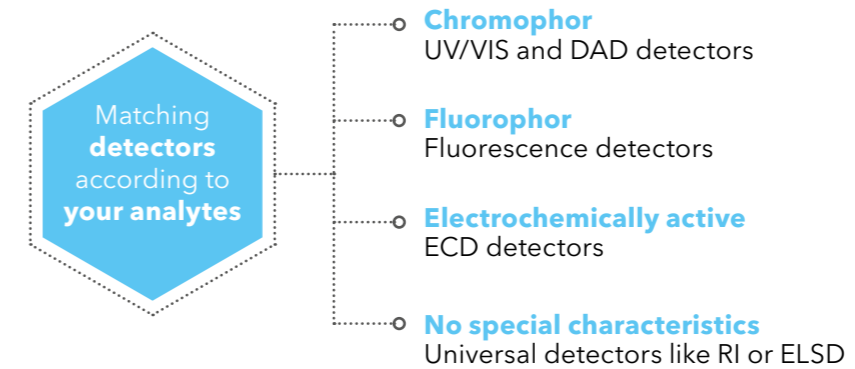 Matching
detectors
according to
your analytes
Chromophor
UV/VIS and DAD detectors
Fluorophor
Fluorescence detectors
Electrochemically active
ECD detectors
No special characteristics
Universal detectors like RI or ELSD